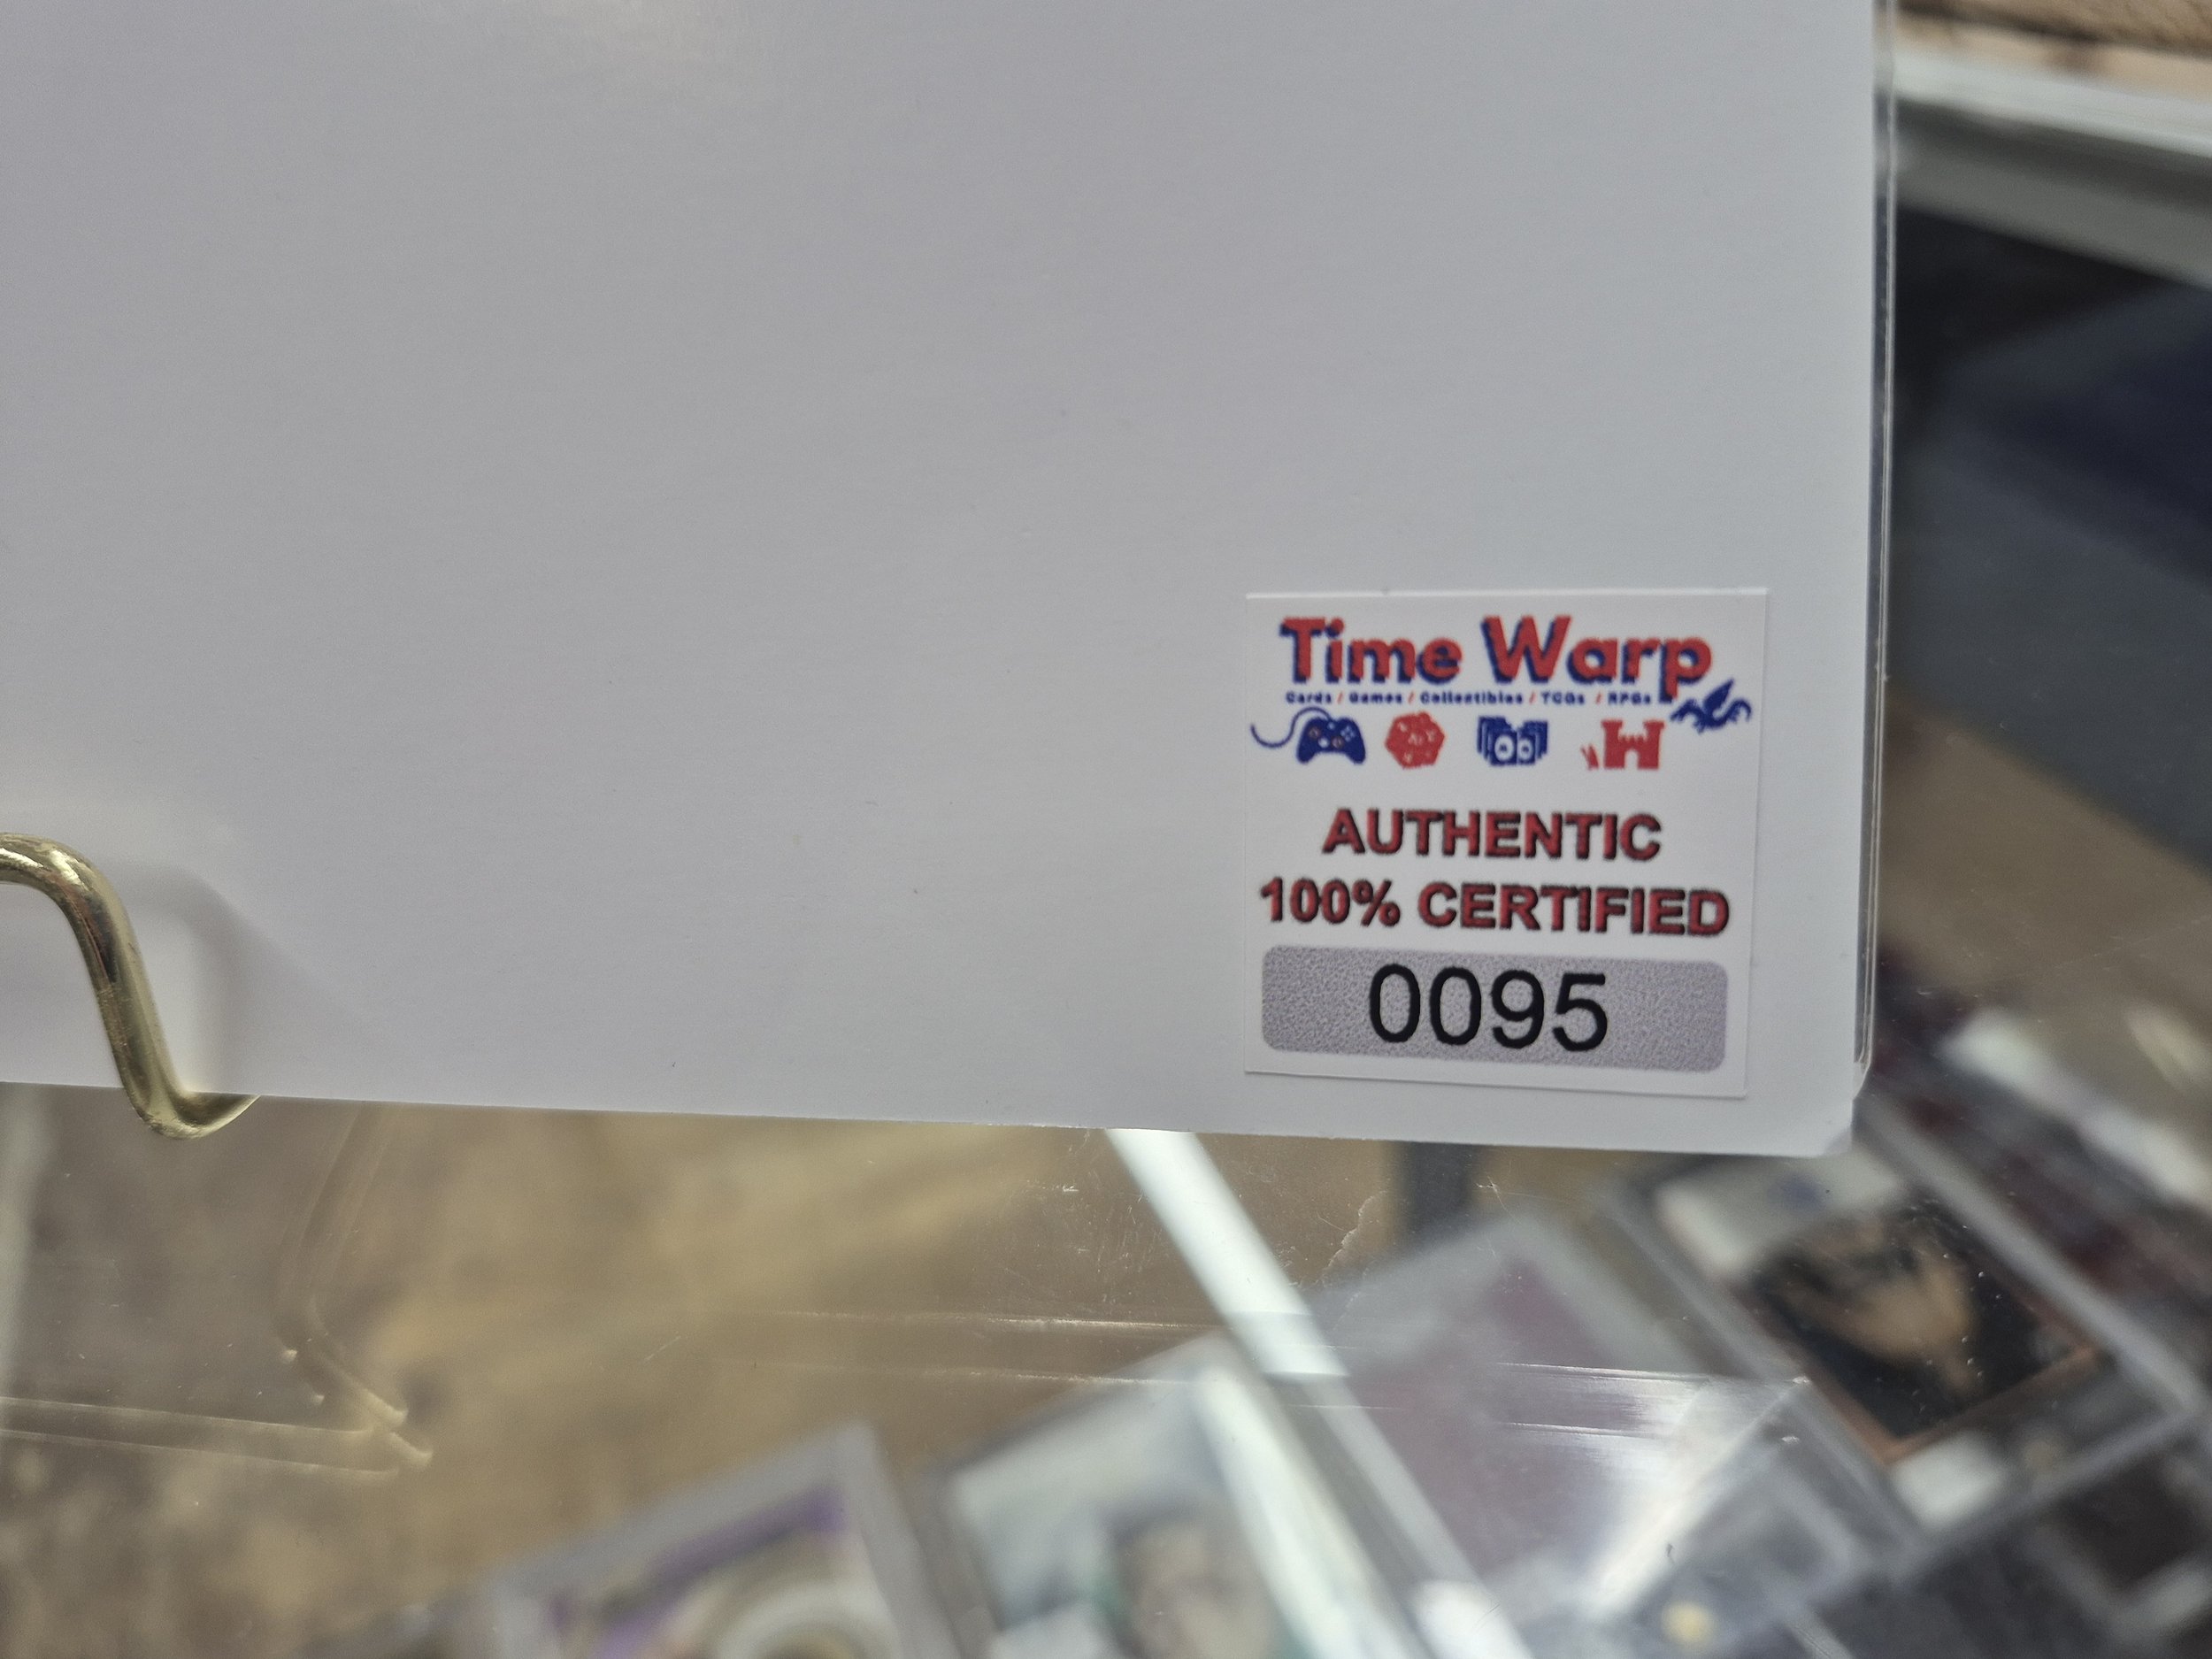 Time Warp
Cards / Games / Collectibles / TCGs / RPGs
AUTHENTIC
100% CERTIFIED
0095